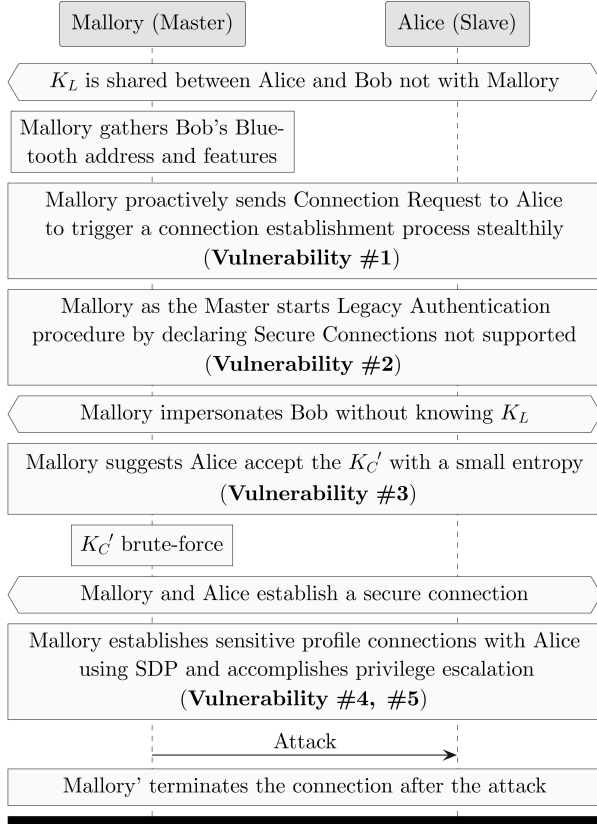 Mallory (Master)
Alice (Slave)
K_L is shared between Alice and Bob not with Mallory
Mallory gathers Bob's Blue-
tooth address and features
Mallory proactively sends Connection Request to Alice
to trigger a connection establishment process stealthily
(Vulnerability #1)
Mallory as the Master starts Legacy Authentication
procedure by declaring Secure Connections not supported
(Vulnerability #2)
Mallory impersonates Bob without knowing K_L
Mallory suggests Alice accept the K_C′ with a small entropy
(Vulnerability #3)
K_C′ brute-force
Mallory and Alice establish a secure connection
Mallory establishes sensitive profile connections with Alice
using SDP and accomplishes privilege escalation
(Vulnerability #4, #5)
Attack
Mallory' terminates the connection after the attack